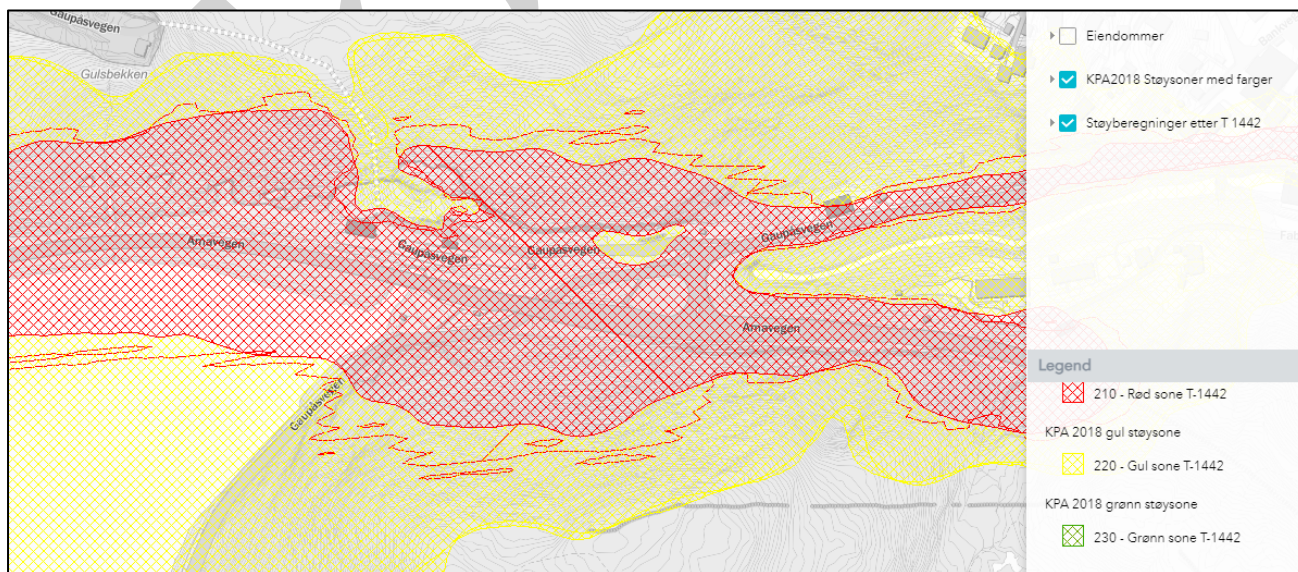 Gaupåsvegen
Gulsbekken
Arnavegen
Gaupåsvegen
Gaupåsvegen
Gaupåsvegen
Arnavegen
Gaupåsvegen
Eiendommer
KPA2018 Støysoner med farger
Støyberegninger etter T 1442
Legend
210 - Rød sone T-1442
KPA 2018 gul støysone
220 - Gul sone T-1442
KPA 2018 grønn støysone
230 - Grønn sone T-1442